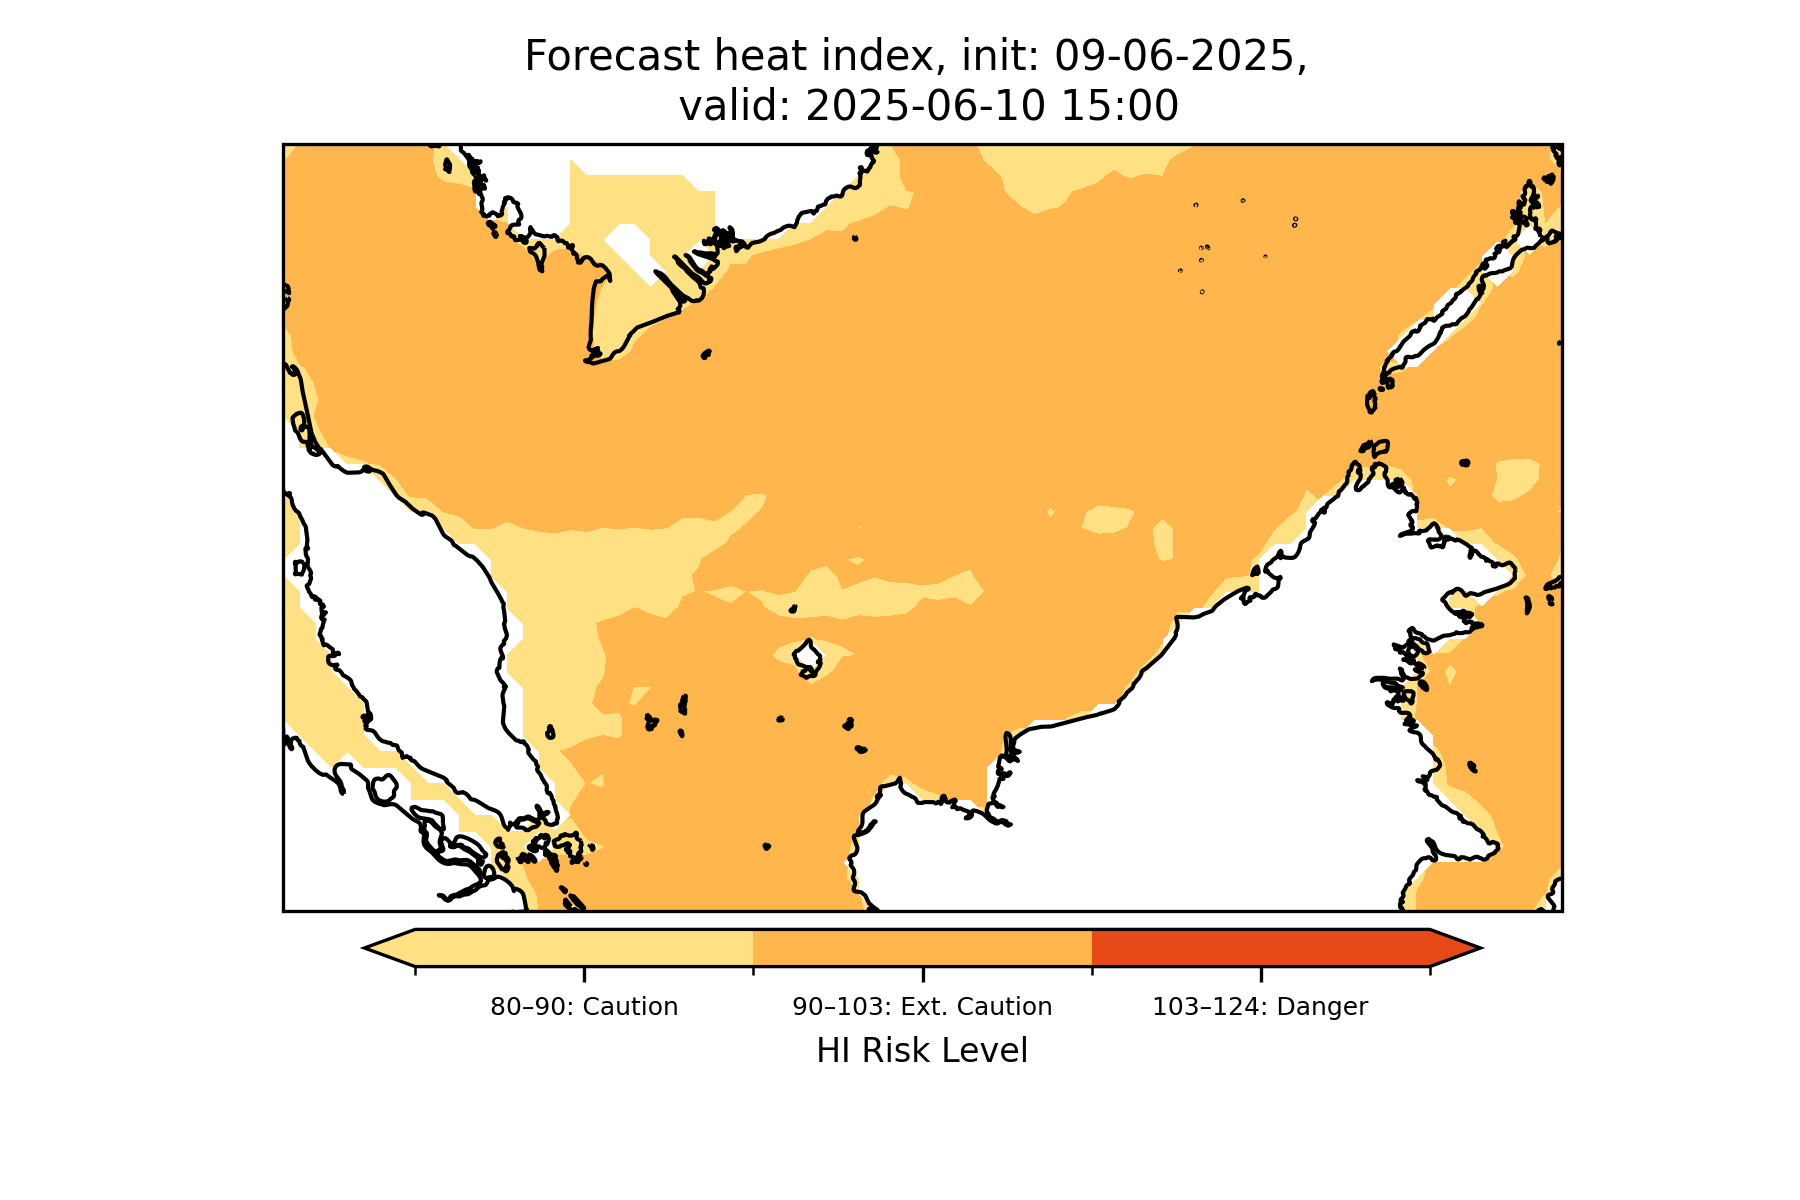 Forecast heat index, init: 09-06-2025,
valid: 2025-06-10 15:00
80–90: Caution
90–103: Ext. Caution
103–124: Danger
HI Risk Level